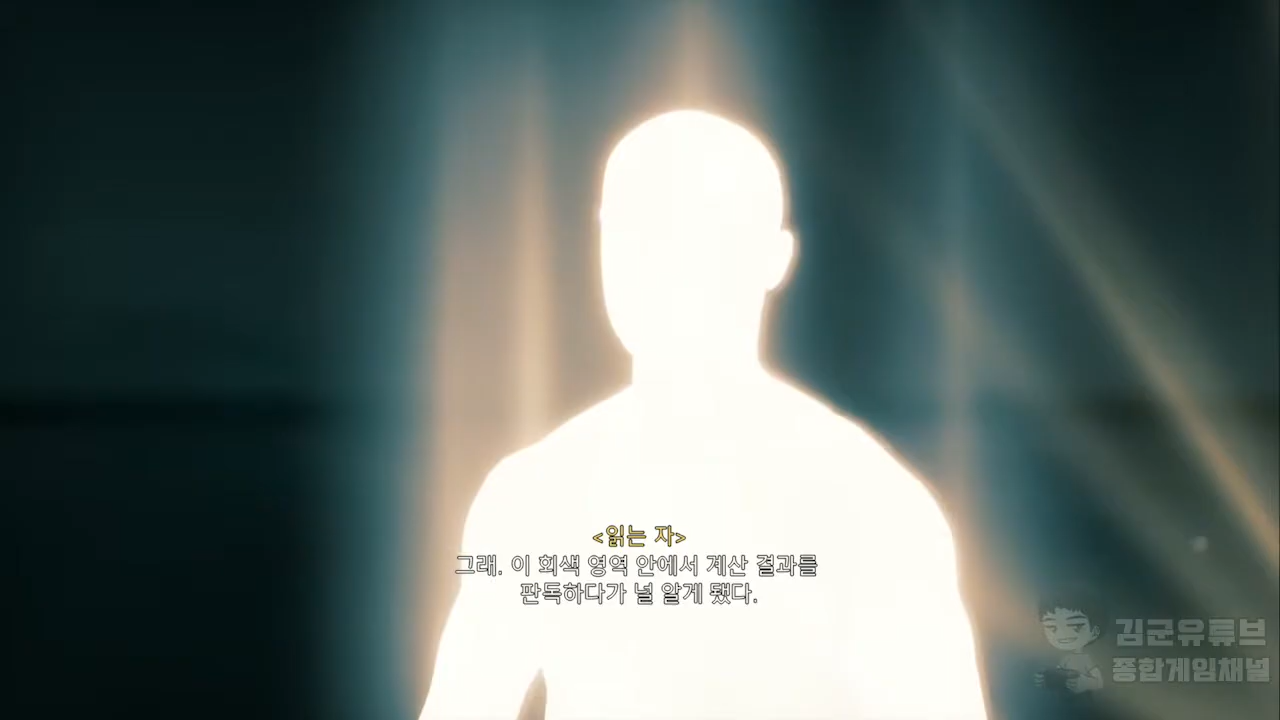 <읽는 자>
그래. 이 회색 영역 안에서 계산 결과를
판독하다가 널 알게 됐다.
김군유튜브
종합게임채널